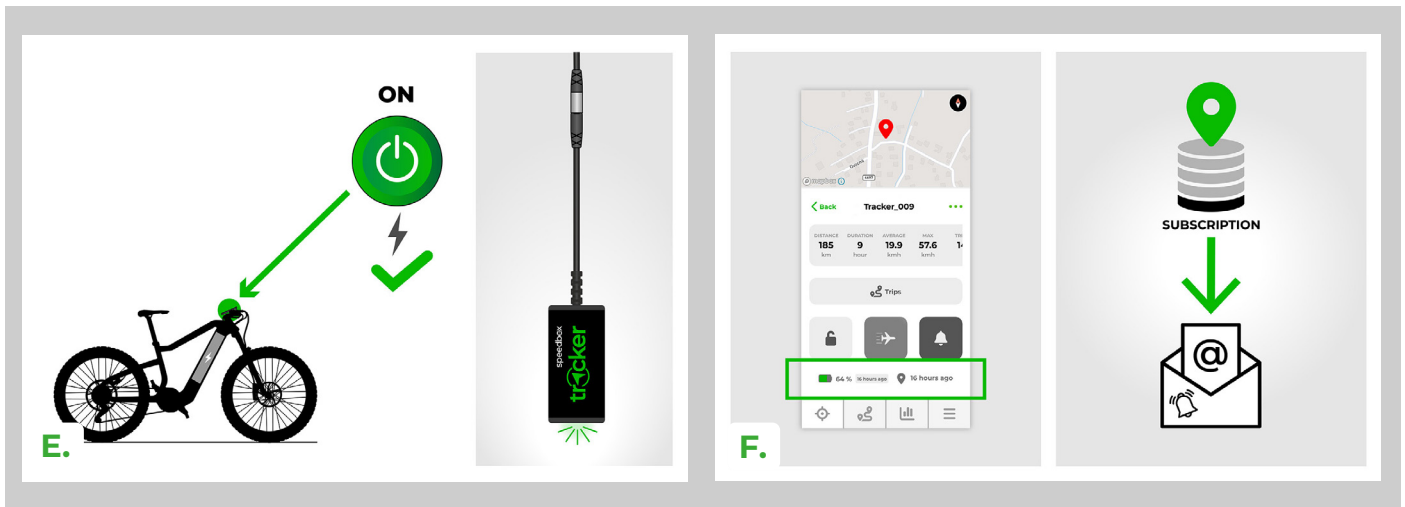 ON
speedbox
tracker
E.
Back
Tracker_009
DISTANCE DURATION AVERAGE MAX
185 9 19.9 57.6
km hour kmh kmh
Trips
64 % 16 hours ago 16 hours ago
F.
SUBSCRIPTION
@